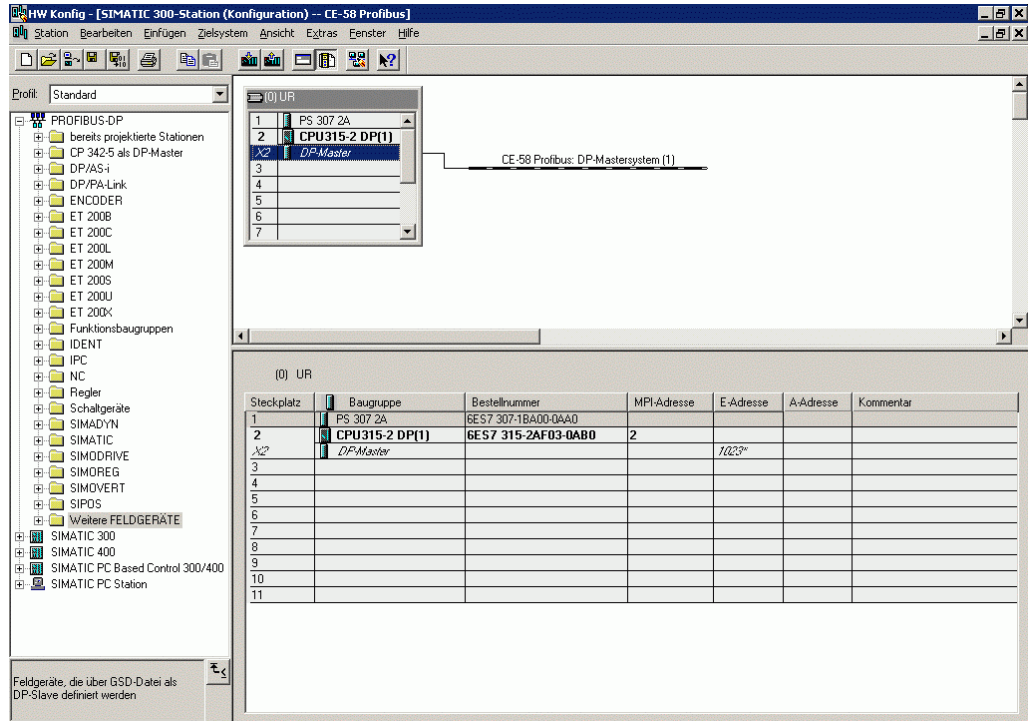 HW Konfig - [SIMATIC 300-Station (Konfiguration) -- CE-58 Profibus]
Station Bearbeiten Einfügen Zielsystem Ansicht Extras Fenster Hilfe
Profil: Standard
PROFIBUS-DP
bereits projektierte Stationen
CP 342-5 als DP-Master
DP/AS-i
DP/PA-Link
ENCODER
ET 200B
ET 200C
ET 200L
ET 200M
ET 200S
ET 200U
ET 200X
Funktionsbaugruppen
IDENT
IPC
NC
Regler
Schaltgeräte
SIMADYN
SIMATIC
SIMODRIVE
SIMOREG
SIMOVERT
SIPOS
Weitere FELDGERÄTE
SIMATIC 300
SIMATIC 400
SIMATIC PC Based Control 300/400
SIMATIC PC Station
Feldgeräte, die über GSD-Datei als
DP-Slave definiert werden
(0) UR
1 PS 307 2A
2 CPU315-2 DP(1)
X2 DP-Master
3
4
5
6
7
CE-58 Profibus: DP-Mastersystem (1)
(0) UR
Steckplatz Baugruppe Bestellnummer MPI-Adresse E-Adresse A-Adresse Kommentar
1 PS 307 2A 6ES7 307-1BA00-0AA0
2 CPU315-2 DP(1) 6ES7 315-2AF03-0AB0 2
X2 DP-Master 1023*
3
4
5
6
7
8
9
10
11